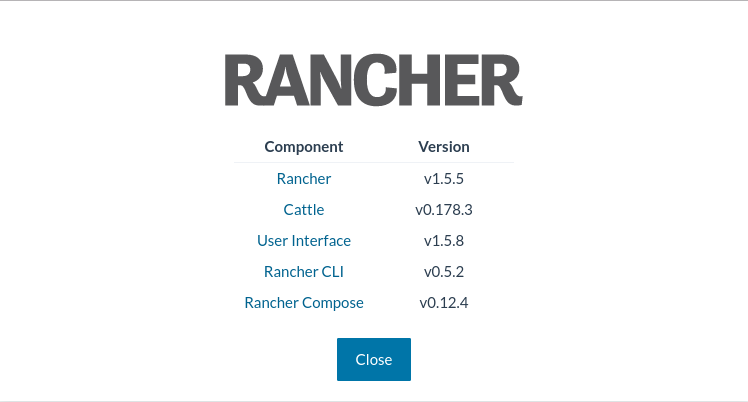 RANCHER
Component Version
Rancher v1.5.5
Cattle v0.178.3
User Interface v1.5.8
Rancher CLI v0.5.2
Rancher Compose v0.12.4
Close